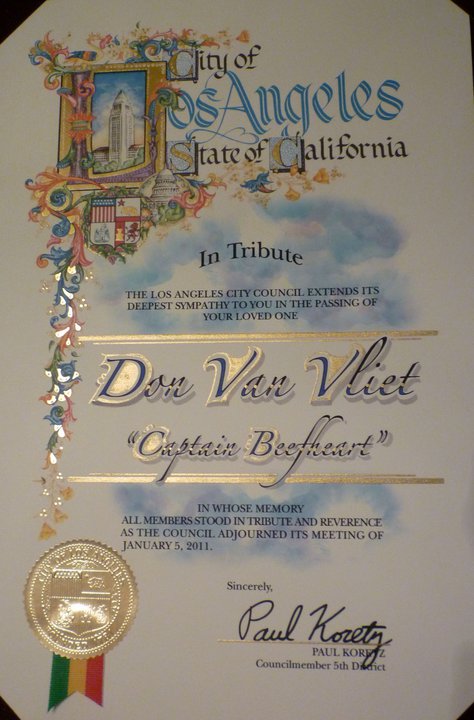 City of
Los Angeles
State of California
In Tribute
THE LOS ANGELES CITY COUNCIL EXTENDS ITS
DEEPEST SYMPATHY TO YOU IN THE PASSING OF
YOUR LOVED ONE
Don Van Vliet
"Captain Beefheart"
IN WHOSE MEMORY
ALL MEMBERS STOOD IN TRIBUTE AND REVERENCE
AS THE COUNCIL ADJOURNED ITS MEETING OF
JANUARY 5, 2011.
Sincerely,
Paul Koretz
PAUL KORETZ
Councilmember 5th District